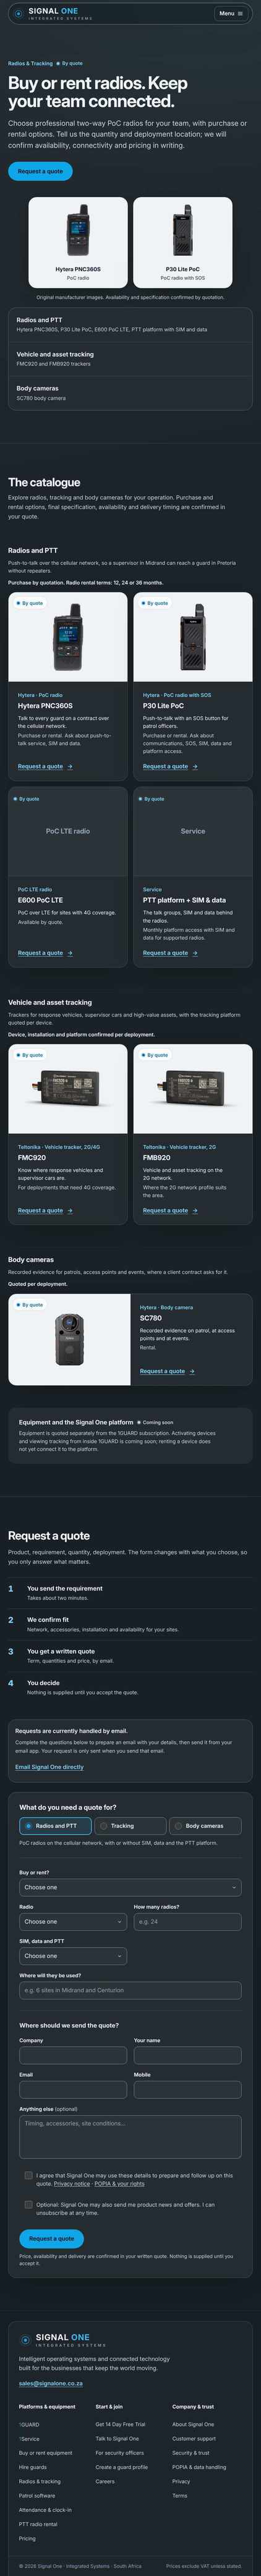 SIGNAL ONE
INTEGRATED SYSTEMS
Menu
Radios & Tracking
By quote
Buy or rent radios. Keep
your team connected.
Choose professional two-way PoC radios for your team, with purchase or
rental options. Tell us the quantity and deployment location; we will
confirm availability, connectivity and pricing in writing.
Request a quote
Hytera PNC360S
PoC radio
P30 Lite PoC
PoC radio with SOS
Original manufacturer images. Availability and specification confirmed by quotation.
Radios and PTT
Hytera PNC360S, P30 Lite PoC, E600 PoC LTE, PTT platform with SIM and data
Vehicle and asset tracking
FMC920 and FMB920 trackers
Body cameras
SC780 body camera
The catalogue
Explore radios, tracking and body cameras for your operation. Purchase and
rental options, final specification, availability and delivery timing are confirmed in
your quote.
Radios and PTT
Push-to-talk over the cellular network, so a supervisor in Midrand can reach a guard in Pretoria
without repeaters.
Purchase by quotation. Radio rental terms: 12, 24 or 36 months.
By quote
Hytera · PoC radio
Hytera PNC360S
Talk to every guard on a contract over
the cellular network.
Purchase or rental. Ask about push-to-
talk service, SIM and data.
Request a quote →
By quote
Hytera · PoC radio with SOS
P30 Lite PoC
Push-to-talk with an SOS button for
patrol officers.
Purchase or rental. Ask about
communications, SOS, SIM, data and
platform access.
Request a quote →
By quote
PoC LTE radio
PoC LTE radio
E600 PoC LTE
PoC over LTE for sites with 4G coverage.
Available by quote.
Request a quote →
By quote
Service
Service
PTT platform + SIM & data
The talk groups, SIM and data behind
the radios.
Monthly platform access with SIM and
data for supported radios.
Request a quote →
Vehicle and asset tracking
Trackers for response vehicles, supervisor cars and high-value assets, with the tracking platform
quoted per device.
Device, installation and platform confirmed per deployment.
By quote
Teltonika · Vehicle tracker, 2G/4G
FMC920
Know where response vehicles and
supervisor cars are.
For deployments that need 4G coverage.
Request a quote →
By quote
Teltonika · Vehicle tracker, 2G
FMB920
Vehicle and asset tracking on the
2G network.
Where the 2G network profile suits
the area.
Request a quote →
Body cameras
Recorded evidence for patrols, access points and events, where a client contract asks for it.
Quoted per deployment.
By quote
Hytera · Body camera
SC780
Recorded evidence on patrol, at access
points and at events.
Rental.
Request a quote →
Equipment and the Signal One platform
Coming soon
Equipment is quoted separately from the 1GUARD subscription. Activating devices
and viewing tracking from inside 1GUARD is coming soon; renting a device does
not yet connect it to the platform.
Request a quote
Product, requirement, quantity, deployment. The form changes with what you choose, so
you only answer what matters.
1
You send the requirement
Takes about two minutes.
2
We confirm fit
Network, accessories, installation and availability for your sites.
3
You get a written quote
Term, quantities and price, by email.
4
You decide
Nothing is supplied until you accept the quote.
Requests are currently handled by email.
Complete the questions below to prepare an email with your details, then send it from your
email app. Your request is only sent when you send that email.
Email Signal One directly
What do you need a quote for?
Radios and PTT
Tracking
Body cameras
PoC radios on the cellular network, with or without SIM, data and the PTT platform.
Buy or rent?
Choose one
Radio
Choose one
How many radios?
e.g. 24
SIM, data and PTT
Choose one
Where will they be used?
e.g. 6 sites in Midrand and Centurion
Where should we send the quote?
Company
Your name
Email
Mobile
Anything else (optional)
Timing, accessories, site conditions...
I agree that Signal One may use these details to prepare and follow up on this
quote. Privacy notice · POPIA & your rights
Optional: Signal One may also send me product news and offers. I can
unsubscribe at any time.
Request a quote
Price, availability and delivery are confirmed in your written quote. Nothing is supplied until you
accept it.
SIGNAL ONE
INTEGRATED SYSTEMS
Intelligent operating systems and connected technology
built for the businesses that keep the world moving.
sales@signalone.co.za
Platforms & equipment
1GUARD
1Service
Buy or rent equipment
Hire guards
Radios & tracking
Patrol software
Attendance & clock-in
PTT radio rental
Pricing
Start & join
Get 14 Day Free Trial
Talk to Signal One
For security officers
Create a guard profile
Careers
Company & trust
About Signal One
Customer support
Security & trust
POPIA & data handling
Privacy
Terms
© 2026 Signal One · Integrated Systems · South Africa
Prices exclude VAT unless stated.